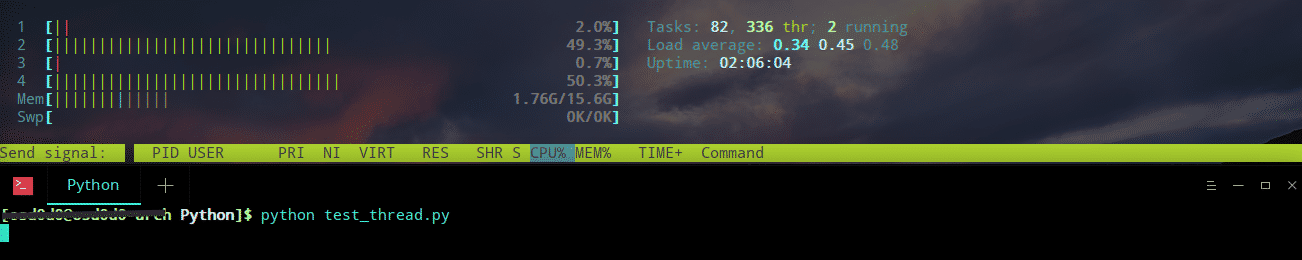 1 [|| 2.0%] Tasks: 82, 336 thr; 2 running
2 [||||||||||||||||||||||||||||||| 49.3%] Load average: 0.34 0.45 0.48
3 [| 0.7%] Uptime: 02:06:04
4 [|||||||||||||||||||||||||||||||| 50.3%]
Mem[||||||||||||| 1.76G/15.6G]
Swp[ 0K/0K]
Send signal: PID USER PRI NI VIRT RES SHR S CPU% MEM% TIME+ Command
Python
Python]$ python test_thread.py